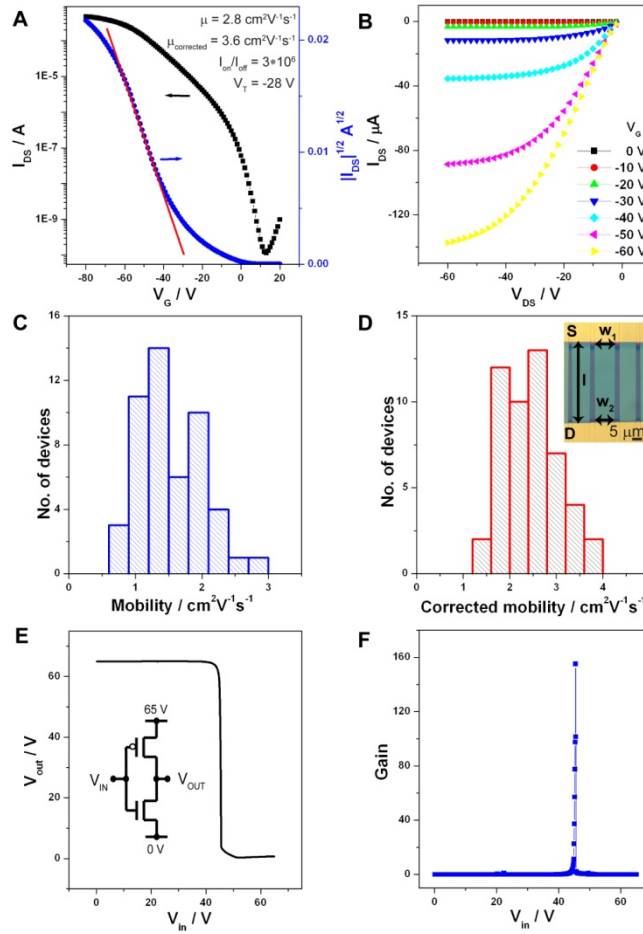 A
μ = 2.8 cm²V⁻¹s⁻¹
μcorrected = 3.6 cm²V⁻¹s⁻¹
Ion/Ioff = 3*10⁶
VT = -28 V
1E-5
1E-7
1E-9
IDS / A
0.02
0.01
0.00
|IDS|^1/2 A^1/2
-80 -60 -40 -20 0 20
VG / V
B
0
-40
-80
-120
IDS / μA
VG
0 V
-10 V
-20 V
-30 V
-40 V
-50 V
-60 V
-60 -40 -20 0
VDS / V
C
16
12
8
4
0
No. of devices
0 1 2 3
Mobility / cm²V⁻¹s⁻¹
D
15
10
5
0
No. of devices
S
w1
l
w2
D
5 μm
0 1 2 3 4
Corrected mobility / cm²V⁻¹s⁻¹
E
60
40
20
0
Vout / V
65 V
VIN
VOUT
0 V
0 20 40 60
Vin / V
F
160
120
80
40
0
Gain
0 20 40 60
Vin / V